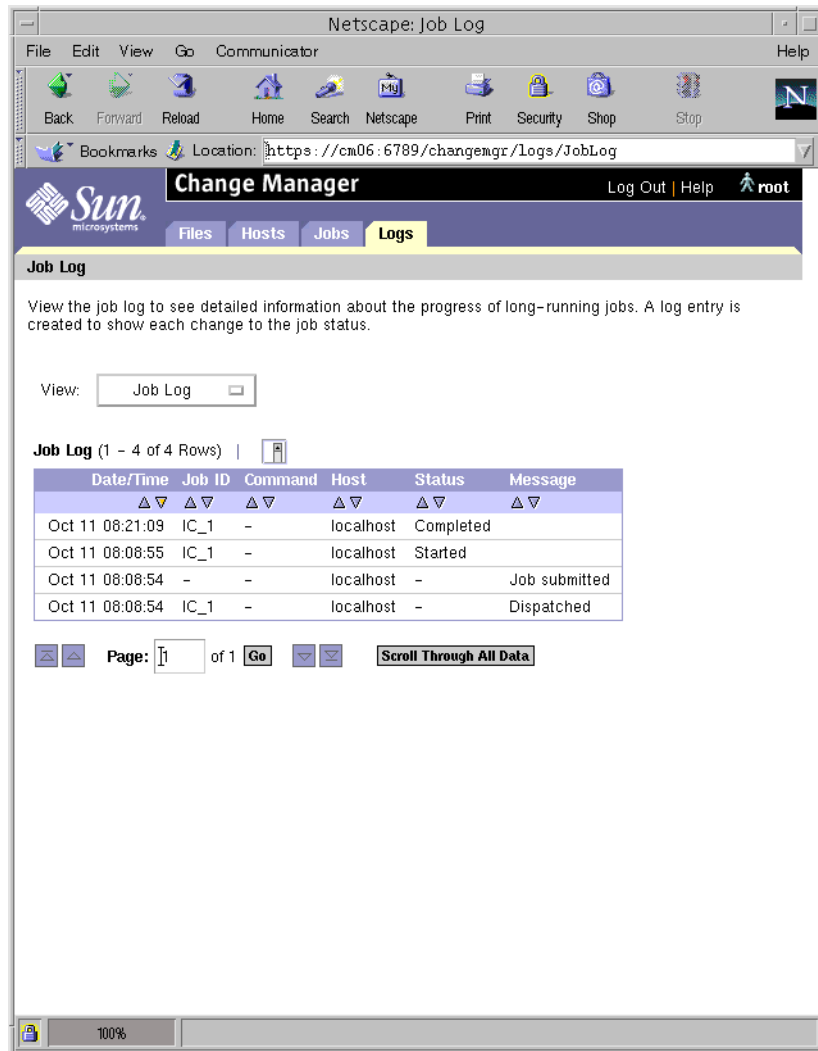 Netscape: Job Log
File Edit View Go Communicator Help
My
N
Back Forward Reload Home Search Netscape Print Security Shop Stop
Bookmarks Location: https://cm06:6789/changemgr/logs/JobLog
Change Manager Log Out | Help root
Sun
microsystems
Files Hosts Jobs Logs
Job Log
View the job log to see detailed information about the progress of long-running jobs. A log entry is
created to show each change to the job status.
View: Job Log
Job Log (1 - 4 of 4 Rows) |
Date/Time Job ID Command Host Status Message
Oct 11 08:21:09 IC_1 - localhost Completed
Oct 11 08:08:55 IC_1 - localhost Started
Oct 11 08:08:54 - - localhost - Job submitted
Oct 11 08:08:54 IC_1 - localhost - Dispatched
Page: 1 of 1 Go Scroll Through All Data
100%